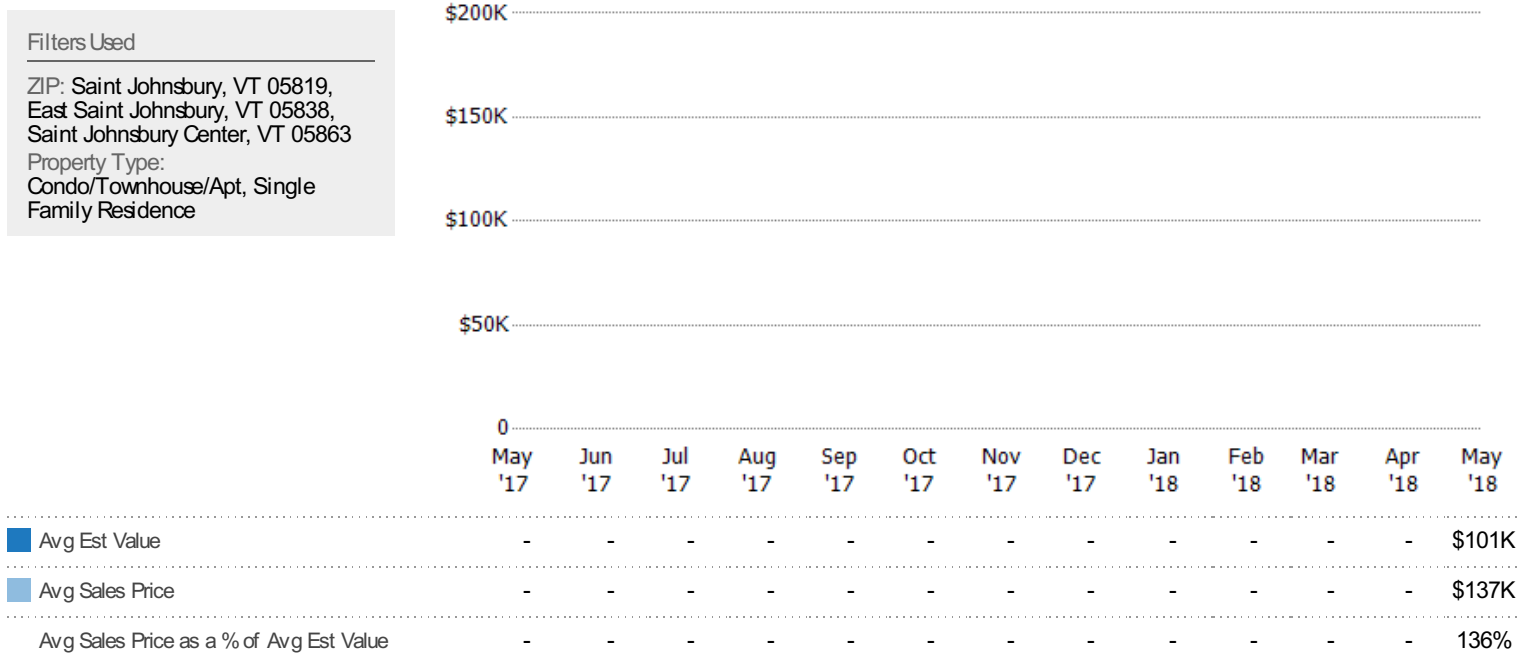 Filters Used
ZIP: Saint Johnsbury, VT 05819,
East Saint Johnsbury, VT 05838,
Saint Johnsbury Center, VT 05863
Property Type:
Condo/Townhouse/Apt, Single
Family Residence
$200K
$150K
$100K
$50K
0
May Jun Jul Aug Sep Oct Nov Dec Jan Feb Mar Apr May
'17 '17 '17 '17 '17 '17 '17 '17 '18 '18 '18 '18 '18
Avg Est Value - - - - - - - - - - - - $101K
Avg Sales Price - - - - - - - - - - - - $137K
Avg Sales Price as a % of Avg Est Value - - - - - - - - - - - - 136%